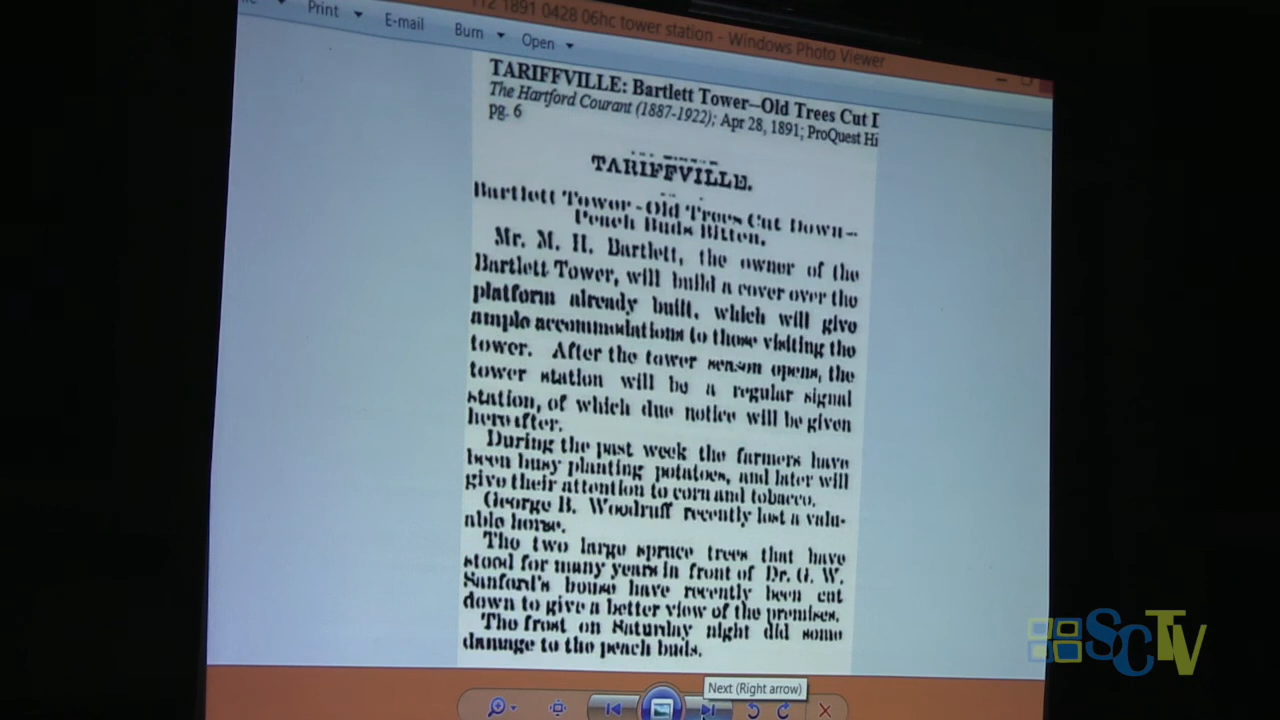 Print E-mail Burn Open
1891 0428 06hc tower station - Windows Photo Viewer
TARIFFVILLE: Bartlett Tower--Old Trees Cut
The Hartford Courant (1887-1922); Apr 28, 1891; ProQuest Hi
pg. 6
TARIFFVILLE.
Bartlett Tower-Old Trees Cut Down—
Peach Buds Bitten.
Mr. M. H. Bartlett, the owner of the
Bartlett Tower, will build a cover over the
platform already built, which will give
ample accommodations to those visiting the
tower. After the tower season opens, the
tower station will be a regular signal
station, of which due notice will be given
hereafter.
During the past week the farmers have
been busy planting potatoes, and later will
give their attention to corn and tobacco.
George B. Woodruff recently lost a valu-
able horse.
The two large spruce trees that have
stood for many years in front of Dr. G. W.
Sanford's house have recently been cut
down to give a better view of the premises.
The frost on Saturday night did some
damage to the peach buds.
Next (Right arrow)
SCTV